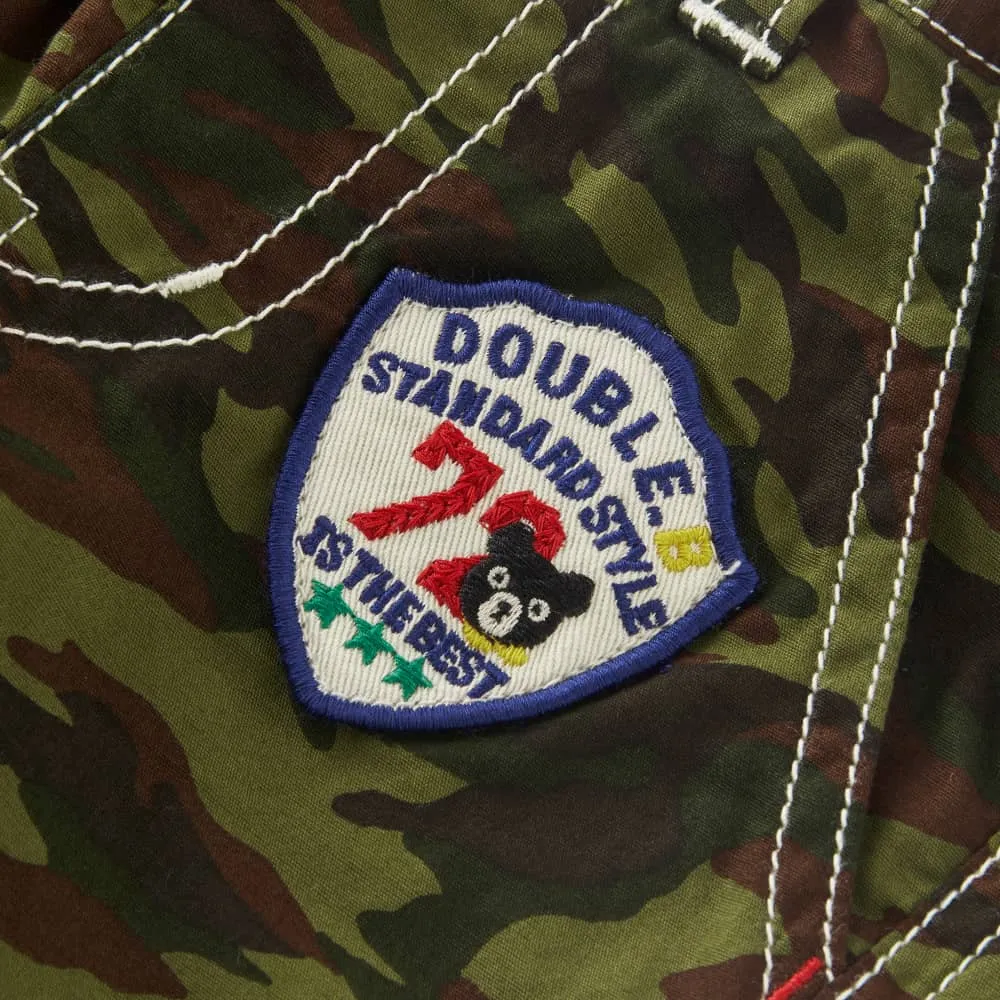 DOUBLE.B
STANDARD STYLE
72
IS THE BEST